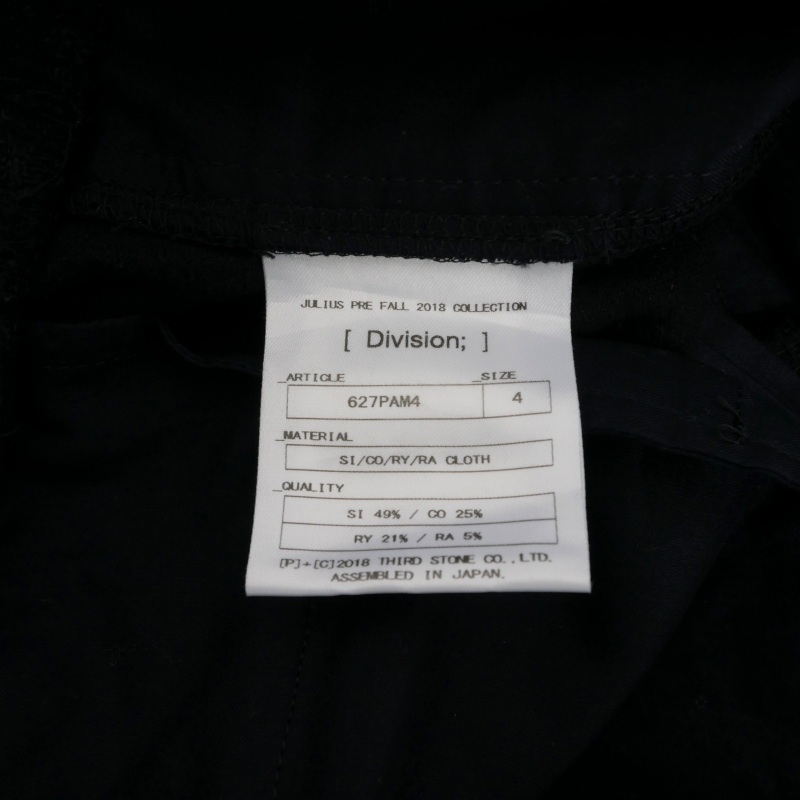 JULIUS PRE FALL 2018 COLLECTION
[ Division; ]
_ARTICLE _SIZE
627PAM4 4
_MATERIAL
SI/CO/RY/RA CLOTH
_QUALITY
SI 49% / CO 25%
RY 21% / RA 5%
[P]+[C]2018 THIRD STONE CO.,LTD.
ASSEMBLED IN JAPAN.